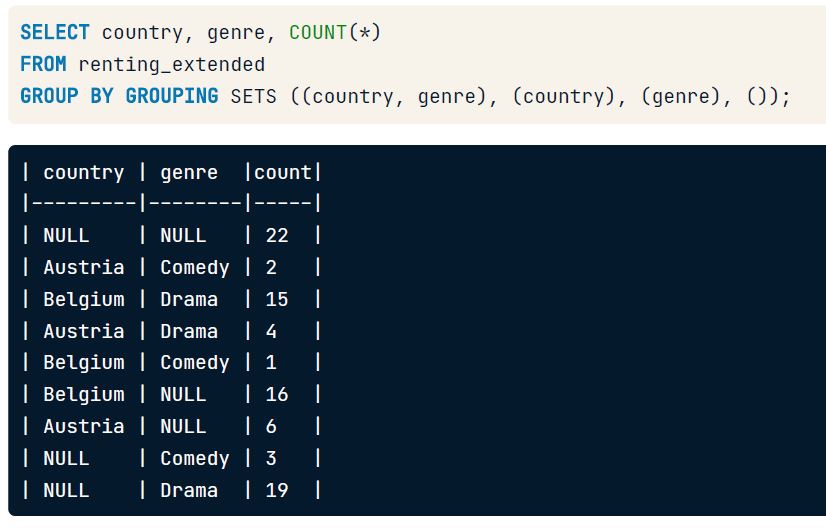 SELECT country, genre, COUNT(*)
FROM renting_extended
GROUP BY GROUPING SETS ((country, genre), (country), (genre), ());
| country | genre  |count|
|---------|--------|-----|
| NULL    | NULL   | 22  |
| Austria | Comedy | 2   |
| Belgium | Drama  | 15  |
| Austria | Drama  | 4   |
| Belgium | Comedy | 1   |
| Belgium | NULL   | 16  |
| Austria | NULL   | 6   |
| NULL    | Comedy | 3   |
| NULL    | Drama  | 19  |